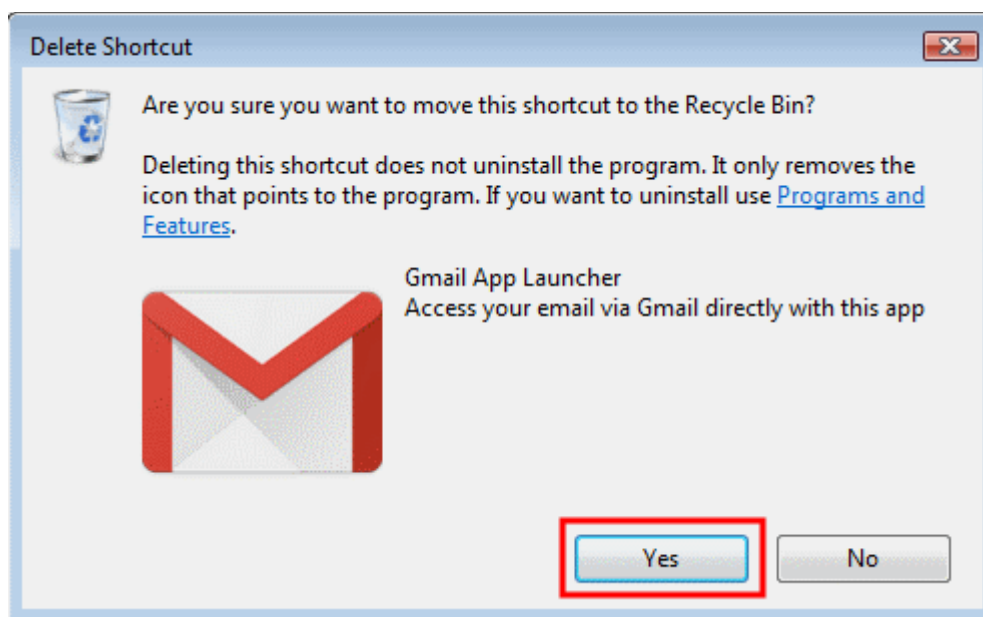 Delete Shortcut
Are you sure you want to move this shortcut to the Recycle Bin?
Deleting this shortcut does not uninstall the program. It only removes the
icon that points to the program. If you want to uninstall use Programs and
Features.
Gmail App Launcher
Access your email via Gmail directly with this app
Yes
No